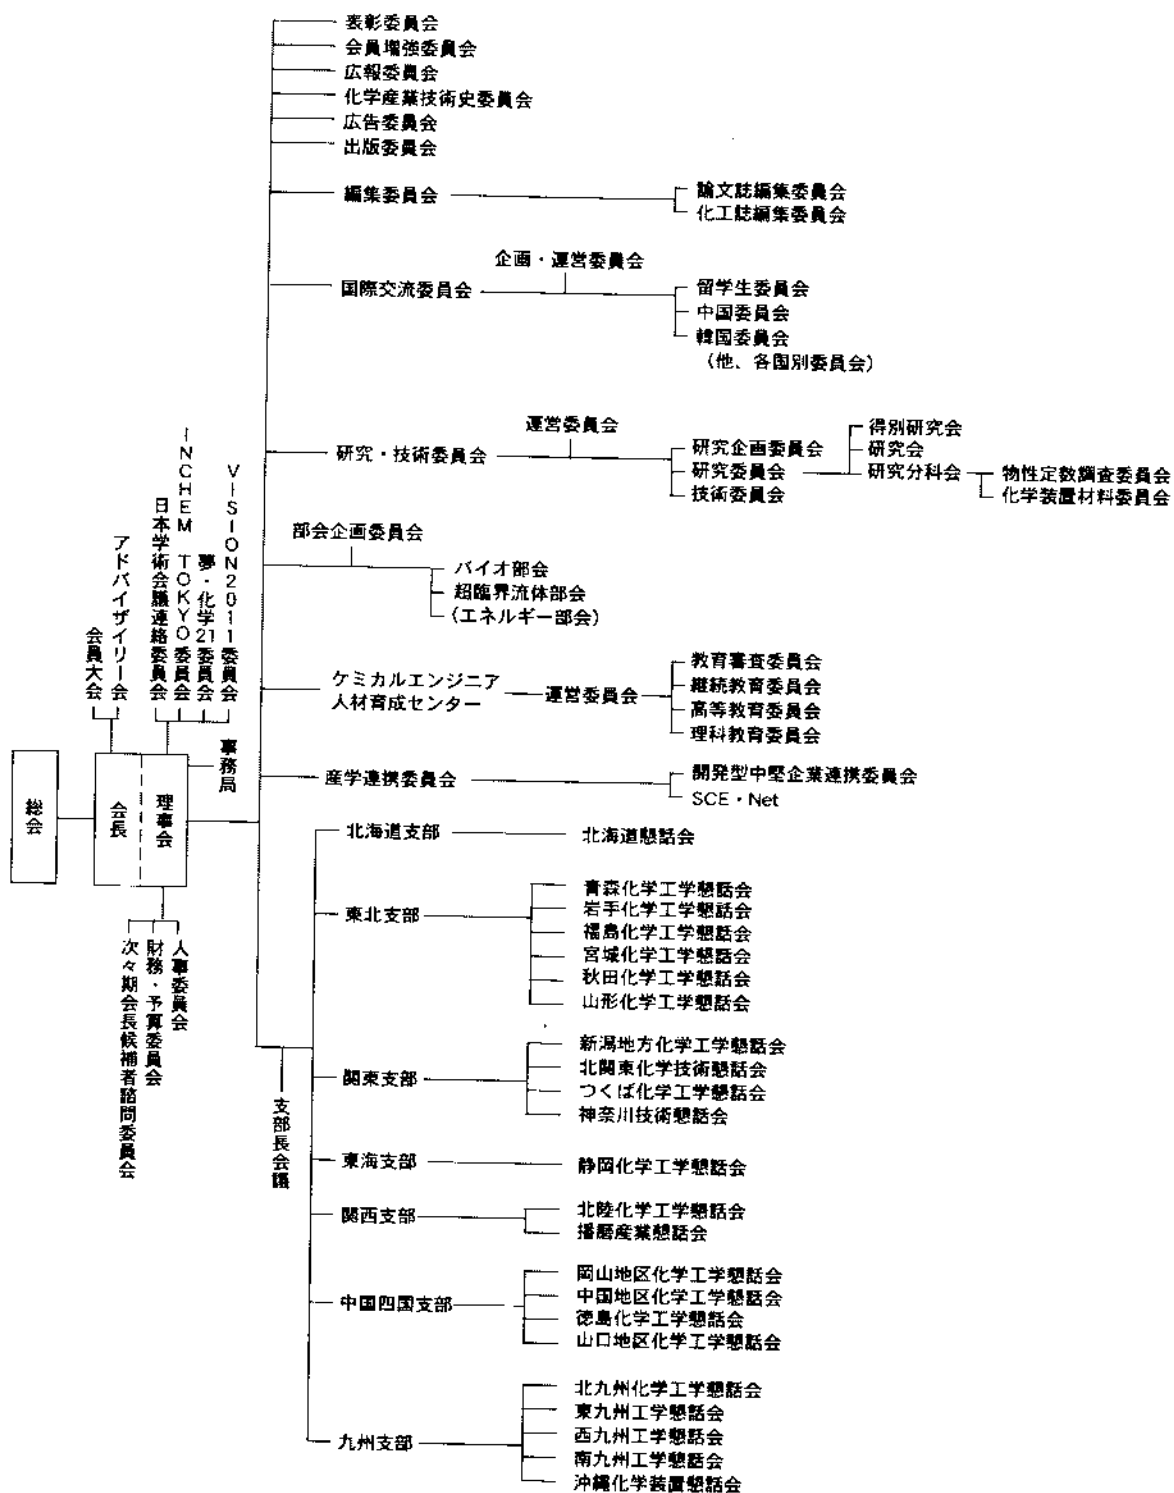 表彰委員会
会員増強委員会
広報委員会
化学産業技術史委員会
広告委員会
出版委員会
編集委員会
論文誌編集委員会
化工誌編集委員会
国際交流委員会
企画・運営委員会
留学生委員会
中国委員会
韓国委員会
(他、各国別委員会)
研究・技術委員会
運営委員会
研究企画委員会
研究委員会
技術委員会
得別研究会
研究会
研究分科会
物性定数調査委員会
化学装置材料委員会
部会企画委員会
バイオ部会
超臨界流体部会
(エネルギー部会)
ケミカルエンジニア
人材育成センター
運営委員会
教育審査委員会
継続教育委員会
高等教育委員会
理科教育委員会
産学連携委員会
開発型中堅企業連携委員会
SCE・Net
総会
会長
理事会
事務局
会員大会
アドバイザイリー会
日本学術会議連絡委員会
INCHEM TOKYO委員会
夢・化学21委員会
VISION2011委員会
人事委員会
財務・予算委員会
次々期会長候補者諮問委員会
支部長会議
北海道支部
北海道懇話会
東北支部
青森化学工学懇話会
岩手化学工学懇話会
福島化学工学懇話会
宮城化学工学懇話会
秋田化学工学懇話会
山形化学工学懇話会
関東支部
新潟地方化学工学懇話会
北関東化学技術懇話会
つくば化学工学懇話会
神奈川技術懇話会
東海支部
静岡化学工学懇話会
関西支部
北陸化学工学懇話会
播磨産業懇話会
中国四国支部
岡山地区化学工学懇話会
中国地区化学工学懇話会
徳島化学工学懇話会
山口地区化学工学懇話会
九州支部
北九州化学工学懇話会
東九州工学懇話会
西九州工学懇話会
南九州工学懇話会
沖縄化学装置懇話会